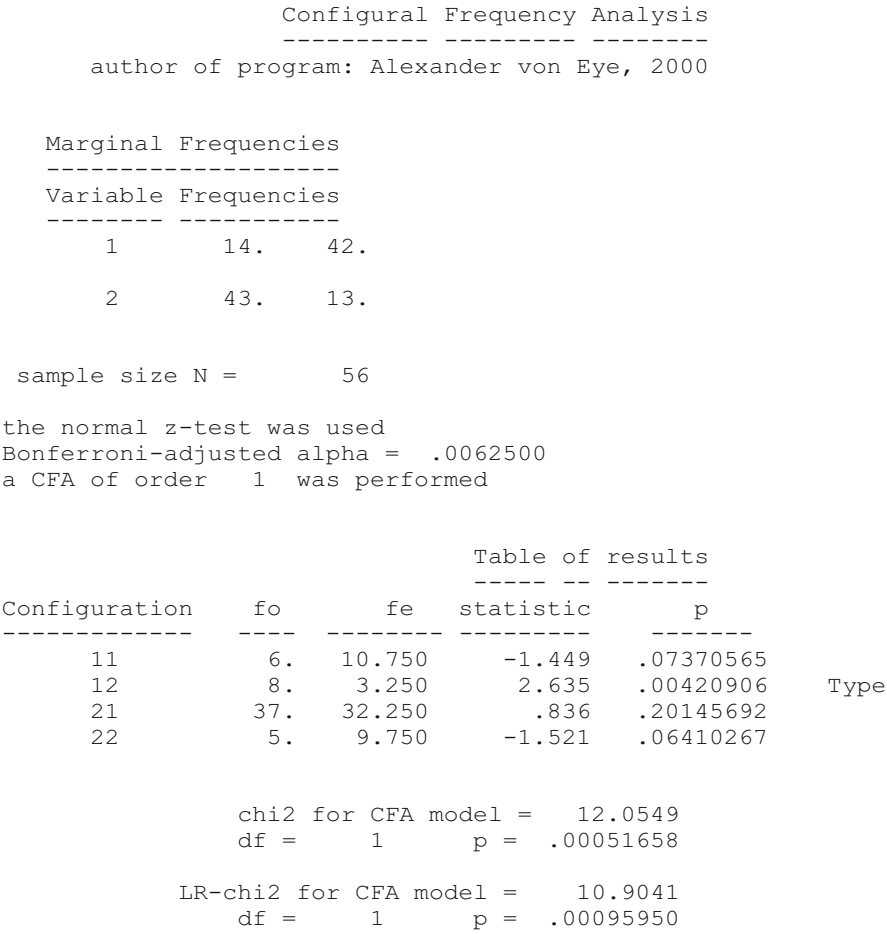 Configural Frequency Analysis
---------- --------- --------
author of program: Alexander von Eye, 2000
Marginal Frequencies
--------------------
Variable Frequencies
-------- -----------
1 14. 42.
2 43. 13.
sample size N = 56
the normal z-test was used
Bonferroni-adjusted alpha = .0062500
a CFA of order 1 was performed
Table of results
----- -- -------
Configuration fo fe statistic p
------------- ---- -------- --------- -------
11 6. 10.750 -1.449 .07370565
12 8. 3.250 2.635 .00420906 Type
21 37. 32.250 .836 .20145692
22 5. 9.750 -1.521 .06410267
chi2 for CFA model = 12.0549
df = 1 p = .00051658
LR-chi2 for CFA model = 10.9041
df = 1 p = .00095950